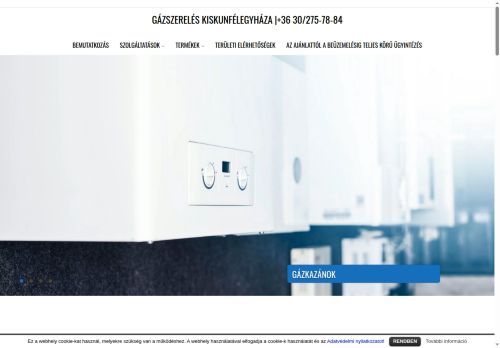 GÁZSZERELÉS KISKUNFÉLEGYHÁZA |+36 30/275-78-84
BEMUTATKOZÁS SZOLGÁLTATÁSOK TERMÉKEK TERÜLETI ELÉRHETŐSÉGEK AZ AJÁNLATTÓL A BEÜZEMELÉSIG TELJES KÖRŰ ÜGYINTÉZÉS
GÁZKAZÁNOK
Ez a webhely cookie-kat használ, melyekre szükség van a működéshez. A webhely használatával elfogadja a cookie-k használatát és az Adatvédelmi nyilatkozatot! RENDBEN További információ